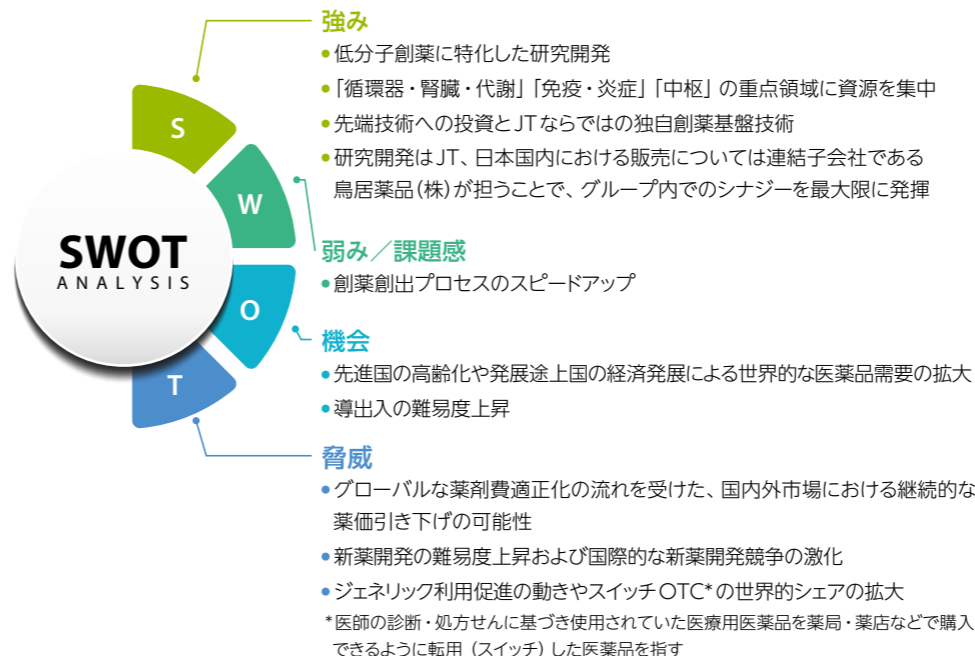 SWOT
ANALYSIS
S
W
O
T
強み
•低分子創薬に特化した研究開発
•「循環器・腎臓・代謝」「免疫・炎症」「中枢」の重点領域に資源を集中
•先端技術への投資とJTならではの独自創薬基盤技術
•研究開発はJT、日本国内における販売については連結子会社である
鳥居薬品(株)が担うことで、グループ内でのシナジーを最大限に発揮
弱み／課題感
•創薬創出プロセスのスピードアップ
機会
•先進国の高齢化や発展途上国の経済発展による世界的な医薬品需要の拡大
•導出入の難易度上昇
脅威
•グローバルな薬剤費適正化の流れを受けた、国内外市場における継続的な
薬価引き下げの可能性
•新薬開発の難易度上昇および国際的な新薬開発競争の激化
•ジェネリック利用促進の動きやスイッチOTC*の世界的シェアの拡大
*医師の診断・処方せんに基づき使用されていた医療用医薬品を薬局・薬店などで購入
できるように転用（スイッチ）した医薬品を指す